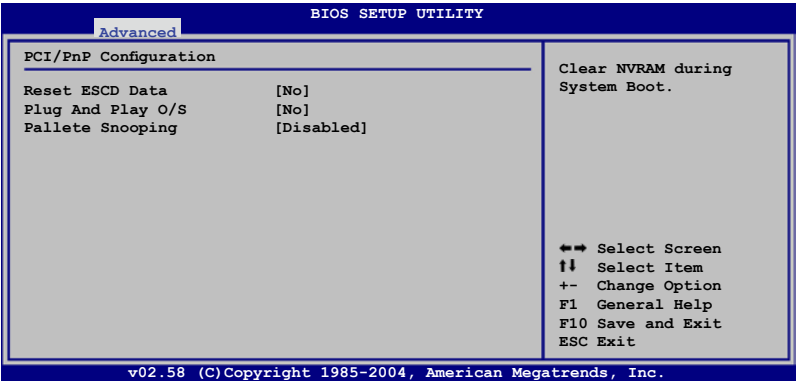 BIOS SETUP UTILITY
Advanced
PCI/PnP Configuration
Reset ESCD Data [No]
Plug And Play O/S [No]
Pallete Snooping [Disabled]
Clear NVRAM during
System Boot.
←→ Select Screen
↑↓ Select Item
+- Change Option
F1 General Help
F10 Save and Exit
ESC Exit
v02.58 (C)Copyright 1985-2004, American Megatrends, Inc.